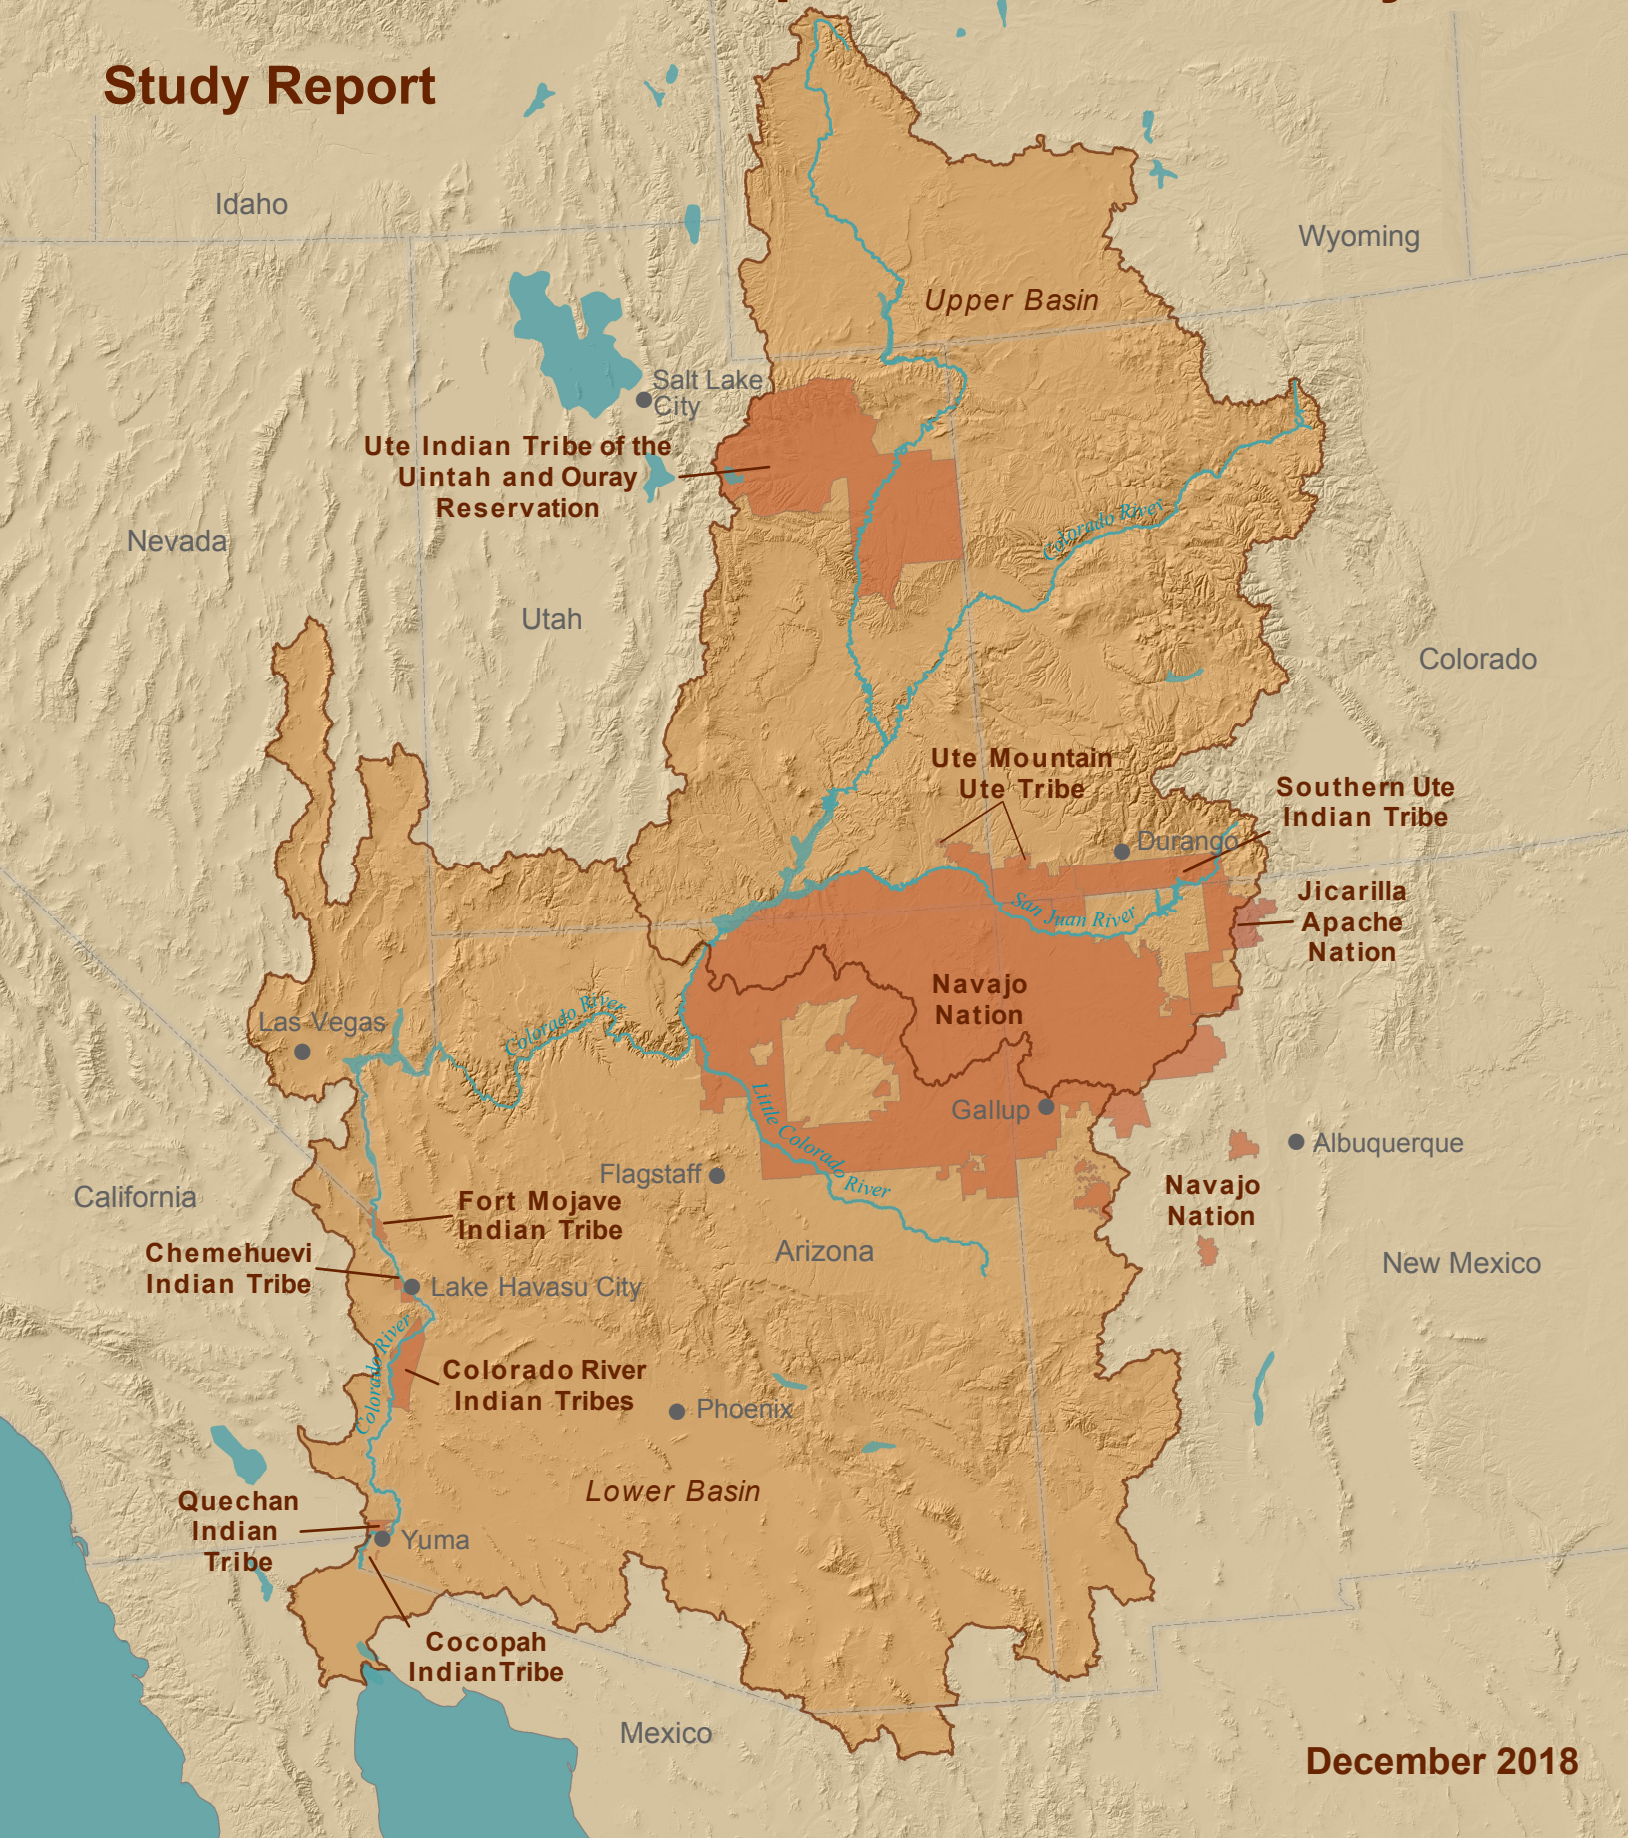 Study Report
Idaho
Wyoming
Upper Basin
Salt Lake
City
Ute Indian Tribe of the
Uintah and Ouray
Reservation
Colorado River
Nevada
Utah
Colorado
Ute Mountain
Ute Tribe
Southern Ute
Indian Tribe
Durango
Jicarilla
Apache
Nation
San Juan River
Navajo
Nation
Las Vegas
Colorado River
Little Colorado River
Gallup
Albuquerque
Flagstaff
California
Fort Mojave
Indian Tribe
Navajo
Nation
Chemehuevi
Indian Tribe
Arizona
New Mexico
Lake Havasu City
Colorado River
Colorado River
Indian Tribes
Phoenix
Lower Basin
Quechan
Indian
Tribe
Yuma
Cocopah
IndianTribe
Mexico
December 2018